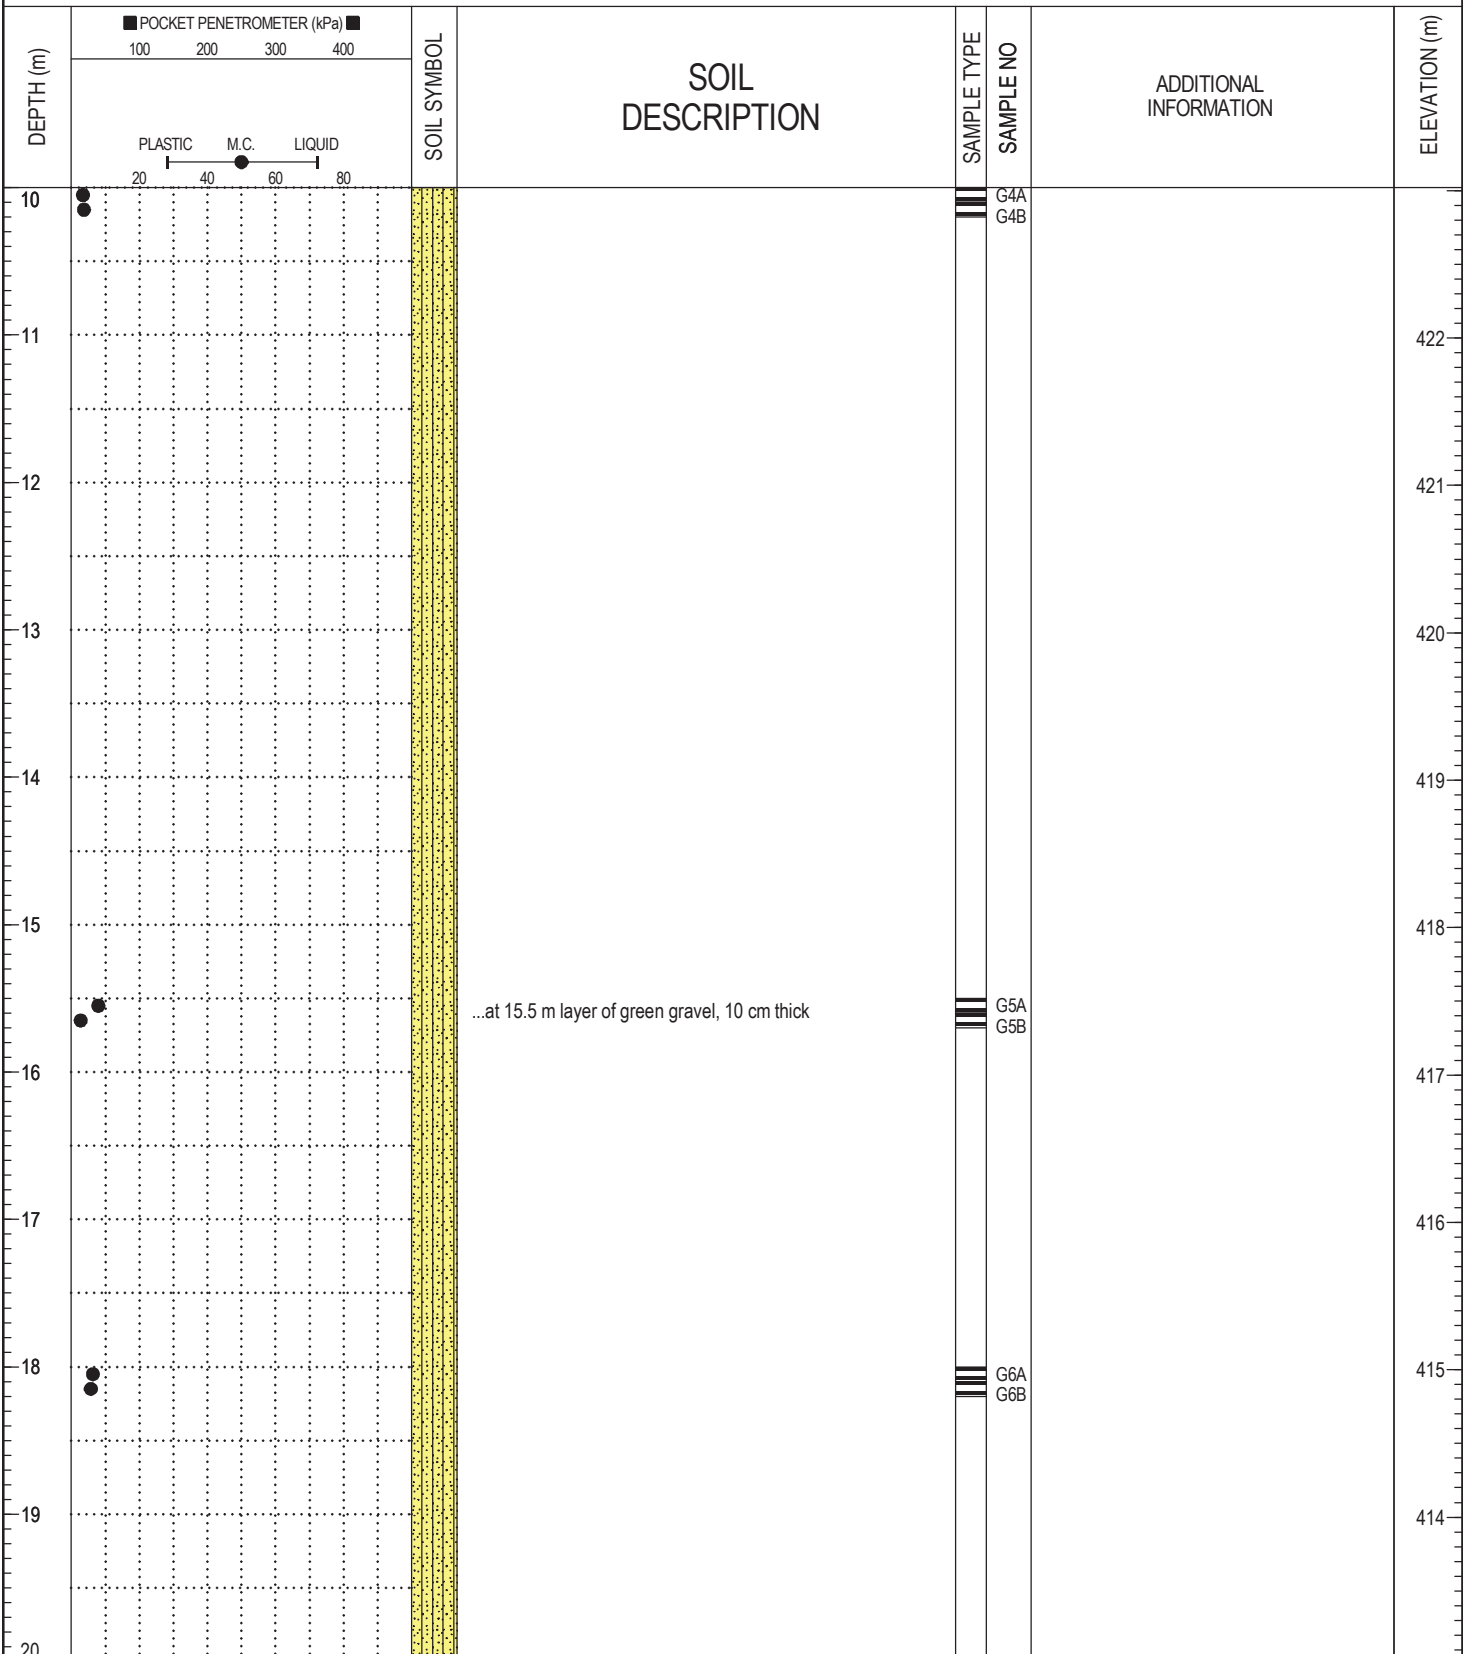 ■ POCKET PENETROMETER (kPa) ■
100 200 300 400
DEPTH (m)
PLASTIC M.C. LIQUID
20 40 60 80
SOIL SYMBOL
SOIL
DESCRIPTION
SAMPLE TYPE
SAMPLE NO
ADDITIONAL
INFORMATION
ELEVATION (m)
10
G4A
G4B
11
422
12
421
13
420
14
419
15
418
...at 15.5 m layer of green gravel, 10 cm thick
G5A
G5B
16
417
17
416
18
415
G6A
G6B
19
414
20